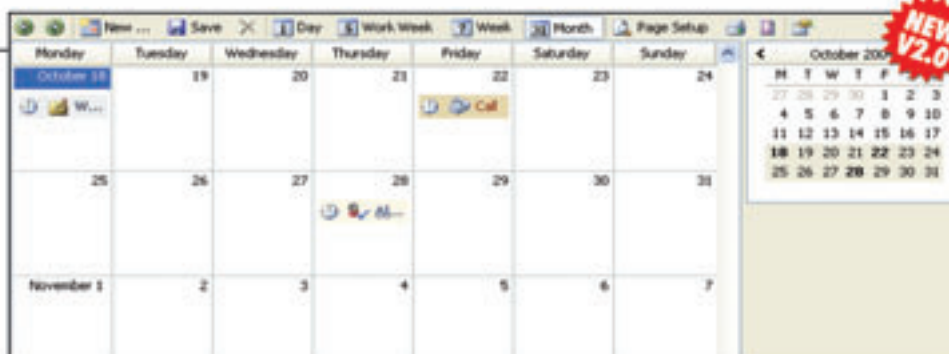 New ... Save Day Work Week Week Month Page Setup
NEW V2.0
Monday Tuesday Wednesday Thursday Friday Saturday Sunday
October 18 19 20 21 22 23 24
W... Call
25 26 27 28 29 30 31
November 1 2 3 4 5 6 7
October
M T W T F
27 28 29 30 1 2 3
4 5 6 7 8 9 10
11 12 13 14 15 16 17
18 19 20 21 22 23 24
25 26 27 28 29 30 31